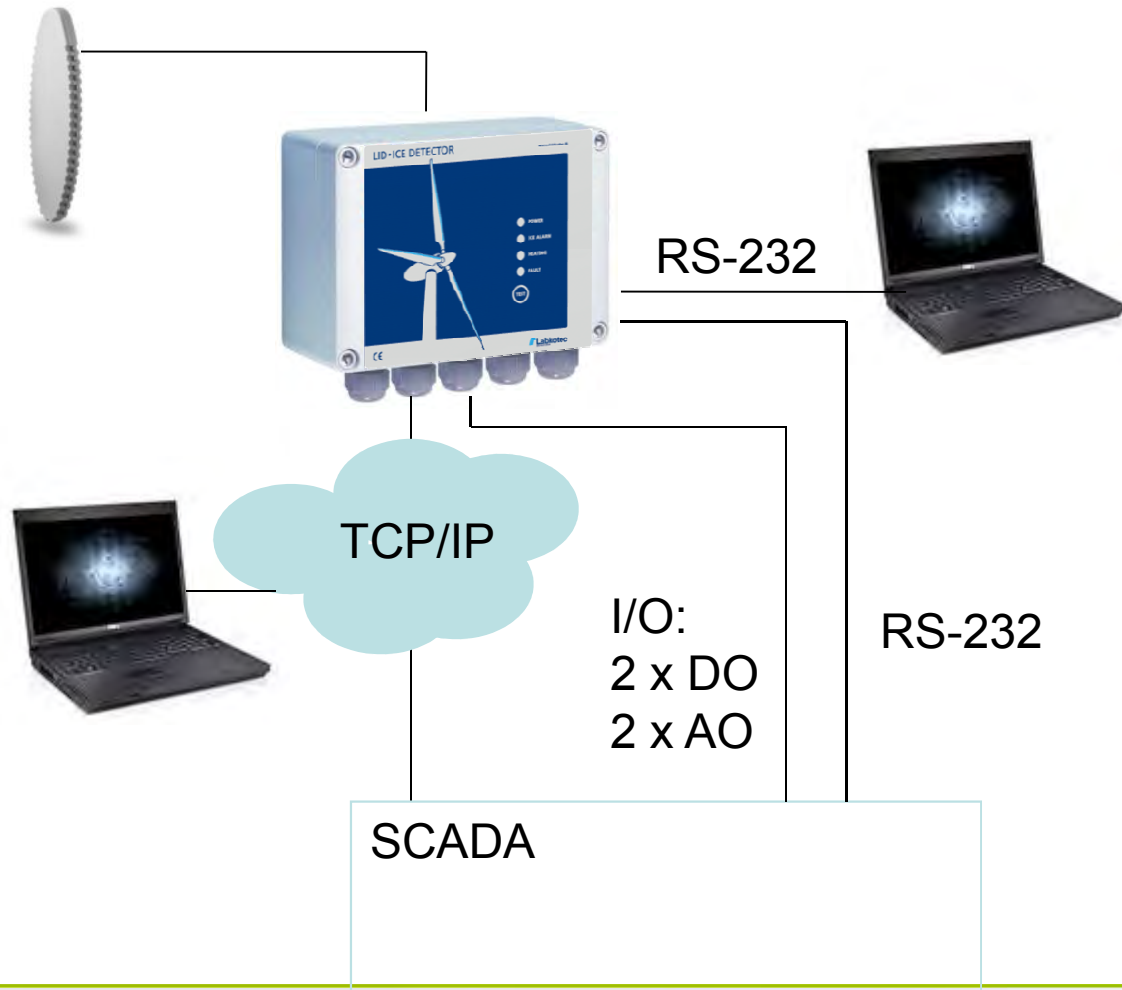 LID-ICE DETECTOR
POWER
ICE ALARM
HEATING
FAULT
TEST
Labkotec
CE
RS-232
TCP/IP
I/O:
2 x DO
2 x AO
RS-232
SCADA